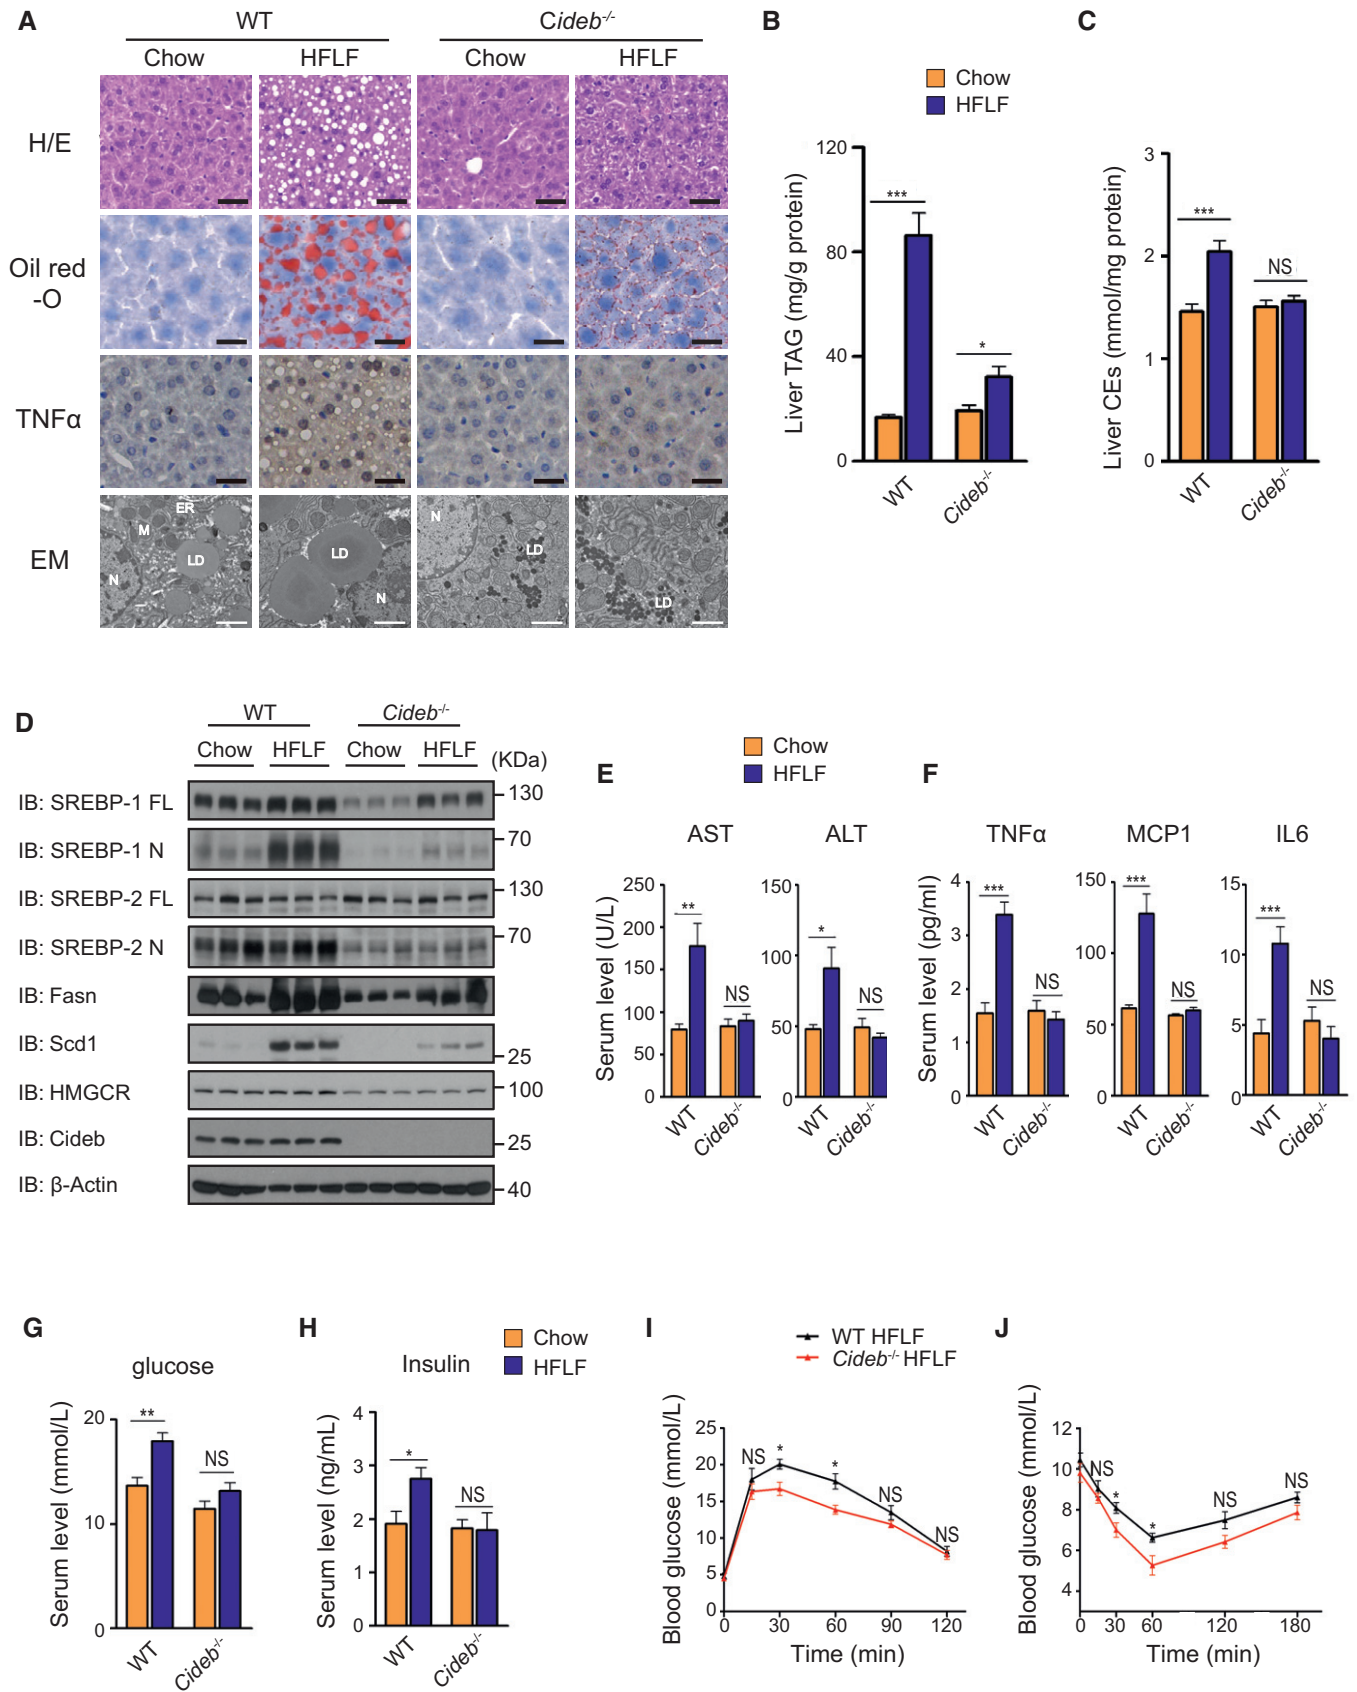 A
WT
Cideb-/-
Chow
HFLF
Chow
HFLF
H/E
Oil red
-O
TNFα
EM
ER
M
LD
N
LD
N
N
LD
LD
B
Chow
HFLF
Liver TAG (mg/g protein)
120
80
40
0
***
*
WT
Cideb-/-
C
Liver CEs (mmol/mg protein)
3
2
1
0
***
NS
WT
Cideb-/-
D
WT
Cideb-/-
Chow
HFLF
Chow
HFLF
(KDa)
IB: SREBP-1 FL
130
IB: SREBP-1 N
70
IB: SREBP-2 FL
130
IB: SREBP-2 N
70
IB: Fasn
IB: Scd1
25
IB: HMGCR
100
IB: Cideb
25
IB: β-Actin
40
Chow
HFLF
E
AST
Serum level (U/L)
250
200
150
100
50
0
**
NS
WT
Cideb-/-
ALT
150
100
50
0
*
NS
WT
Cideb-/-
F
TNFα
Serum level (pg/ml)
4
3
2
1
0
***
NS
WT
Cideb-/-
MCP1
150
100
50
0
***
NS
WT
Cideb-/-
IL6
15
10
5
0
***
NS
WT
Cideb-/-
G
glucose
Serum level (mmol/L)
20
10
0
**
NS
WT
Cideb-/-
H
Insulin
Chow
HFLF
Serum level (ng/mL)
4
3
2
1
0
*
NS
WT
Cideb-/-
I
WT HFLF
Cideb-/- HFLF
Blood glucose (mmol/L)
25
20
15
10
5
0
NS
*
*
NS
NS
0
30
60
90
120
Time (min)
J
Blood glucose (mmol/L)
12
10
8
6
4
NS
*
*
NS
NS
0
30
60
120
180
Time (min)